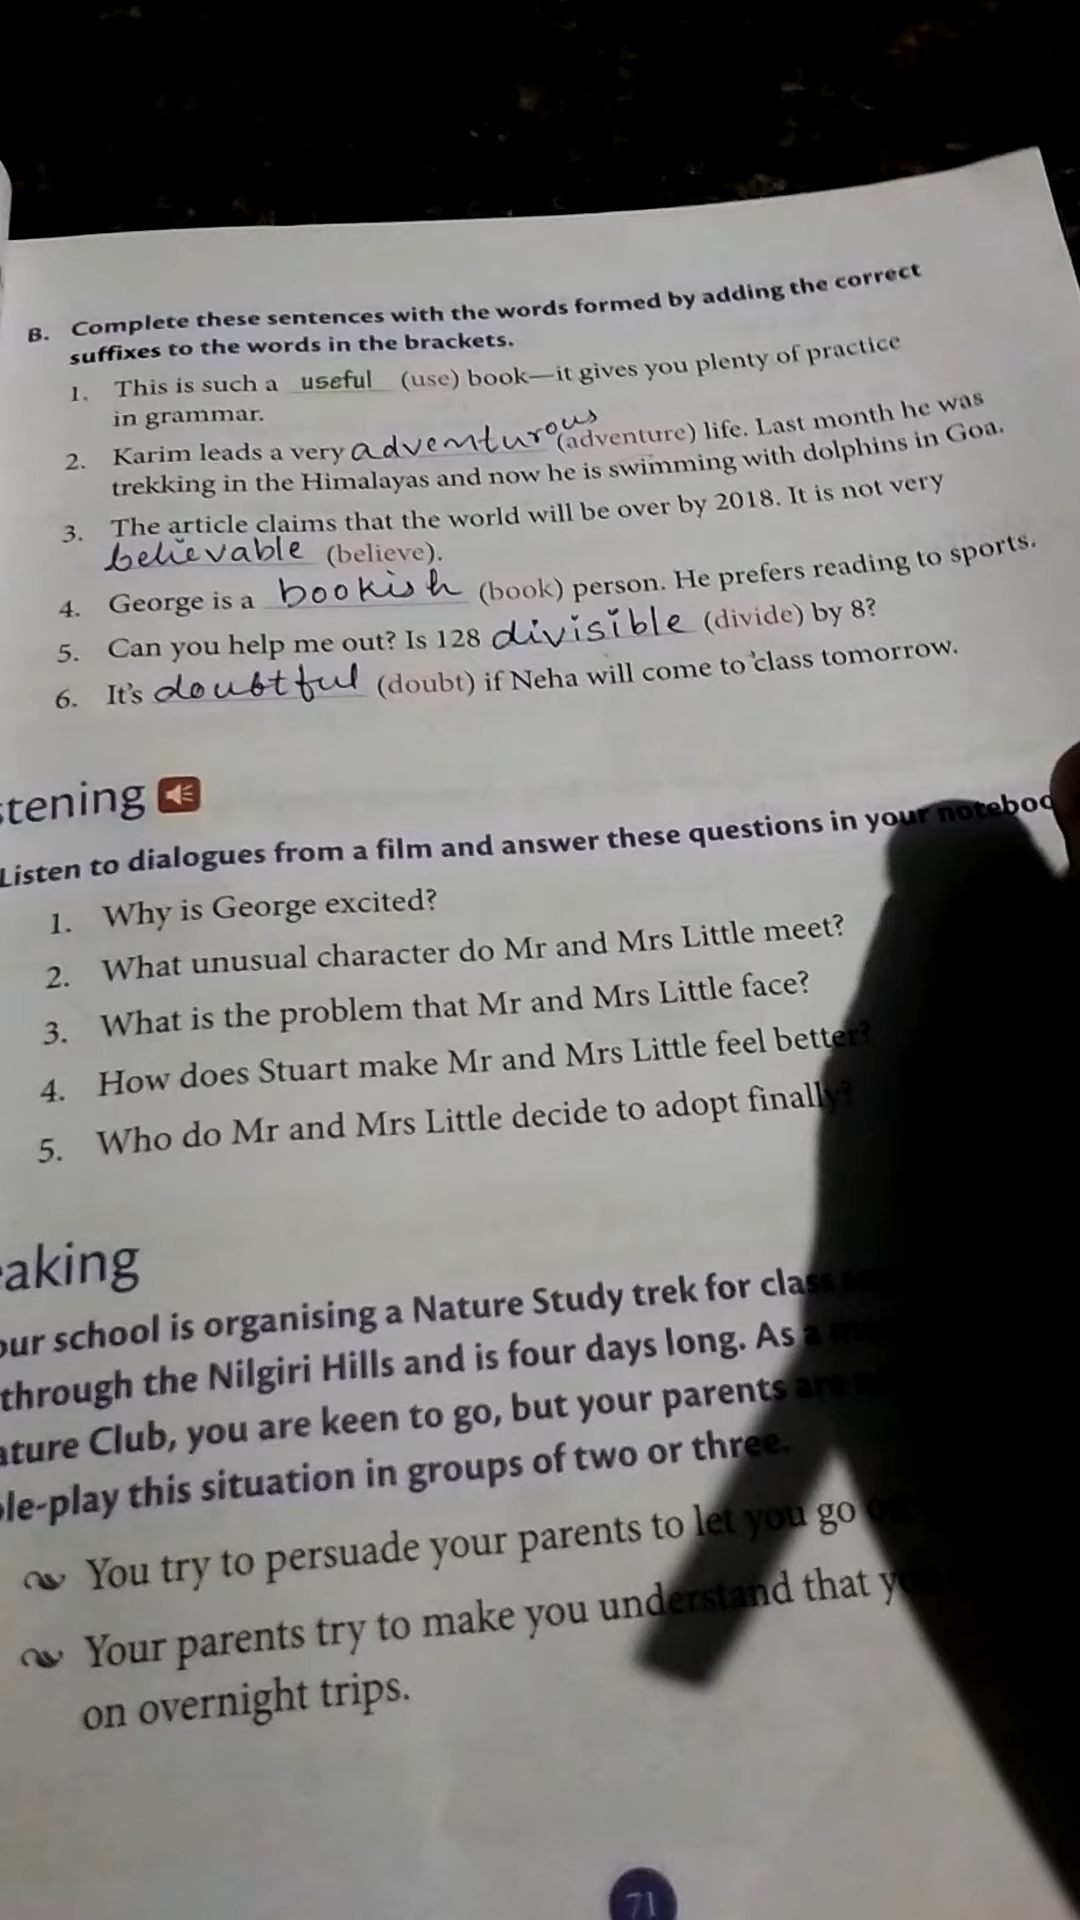 B. Complete these sentences with the words formed by adding the correct
suffixes to the words in the brackets.
1. This is such a useful (use) book—it gives you plenty of practice
in grammar.
2. Karim leads a very adventurous (adventure) life. Last month he was
trekking in the Himalayas and now he is swimming with dolphins in Goa.
3. The article claims that the world will be over by 2018. It is not very
believable (believe).
4. George is a bookish (book) person. He prefers reading to sports.
5. Can you help me out? Is 128 divisible (divide) by 8?
6. It's doubtful (doubt) if Neha will come to class tomorrow.
stening
Listen to dialogues from a film and answer these questions in your noteboo
1. Why is George excited?
2. What unusual character do Mr and Mrs Little meet?
3. What is the problem that Mr and Mrs Little face?
4. How does Stuart make Mr and Mrs Little feel better?
5. Who do Mr and Mrs Little decide to adopt finally?
eaking
our school is organising a Nature Study trek for class
through the Nilgiri Hills and is four days long. As a
ature Club, you are keen to go, but your parents are
ole-play this situation in groups of two or three.
You try to persuade your parents to let you go
Your parents try to make you understand that
on overnight trips.
71